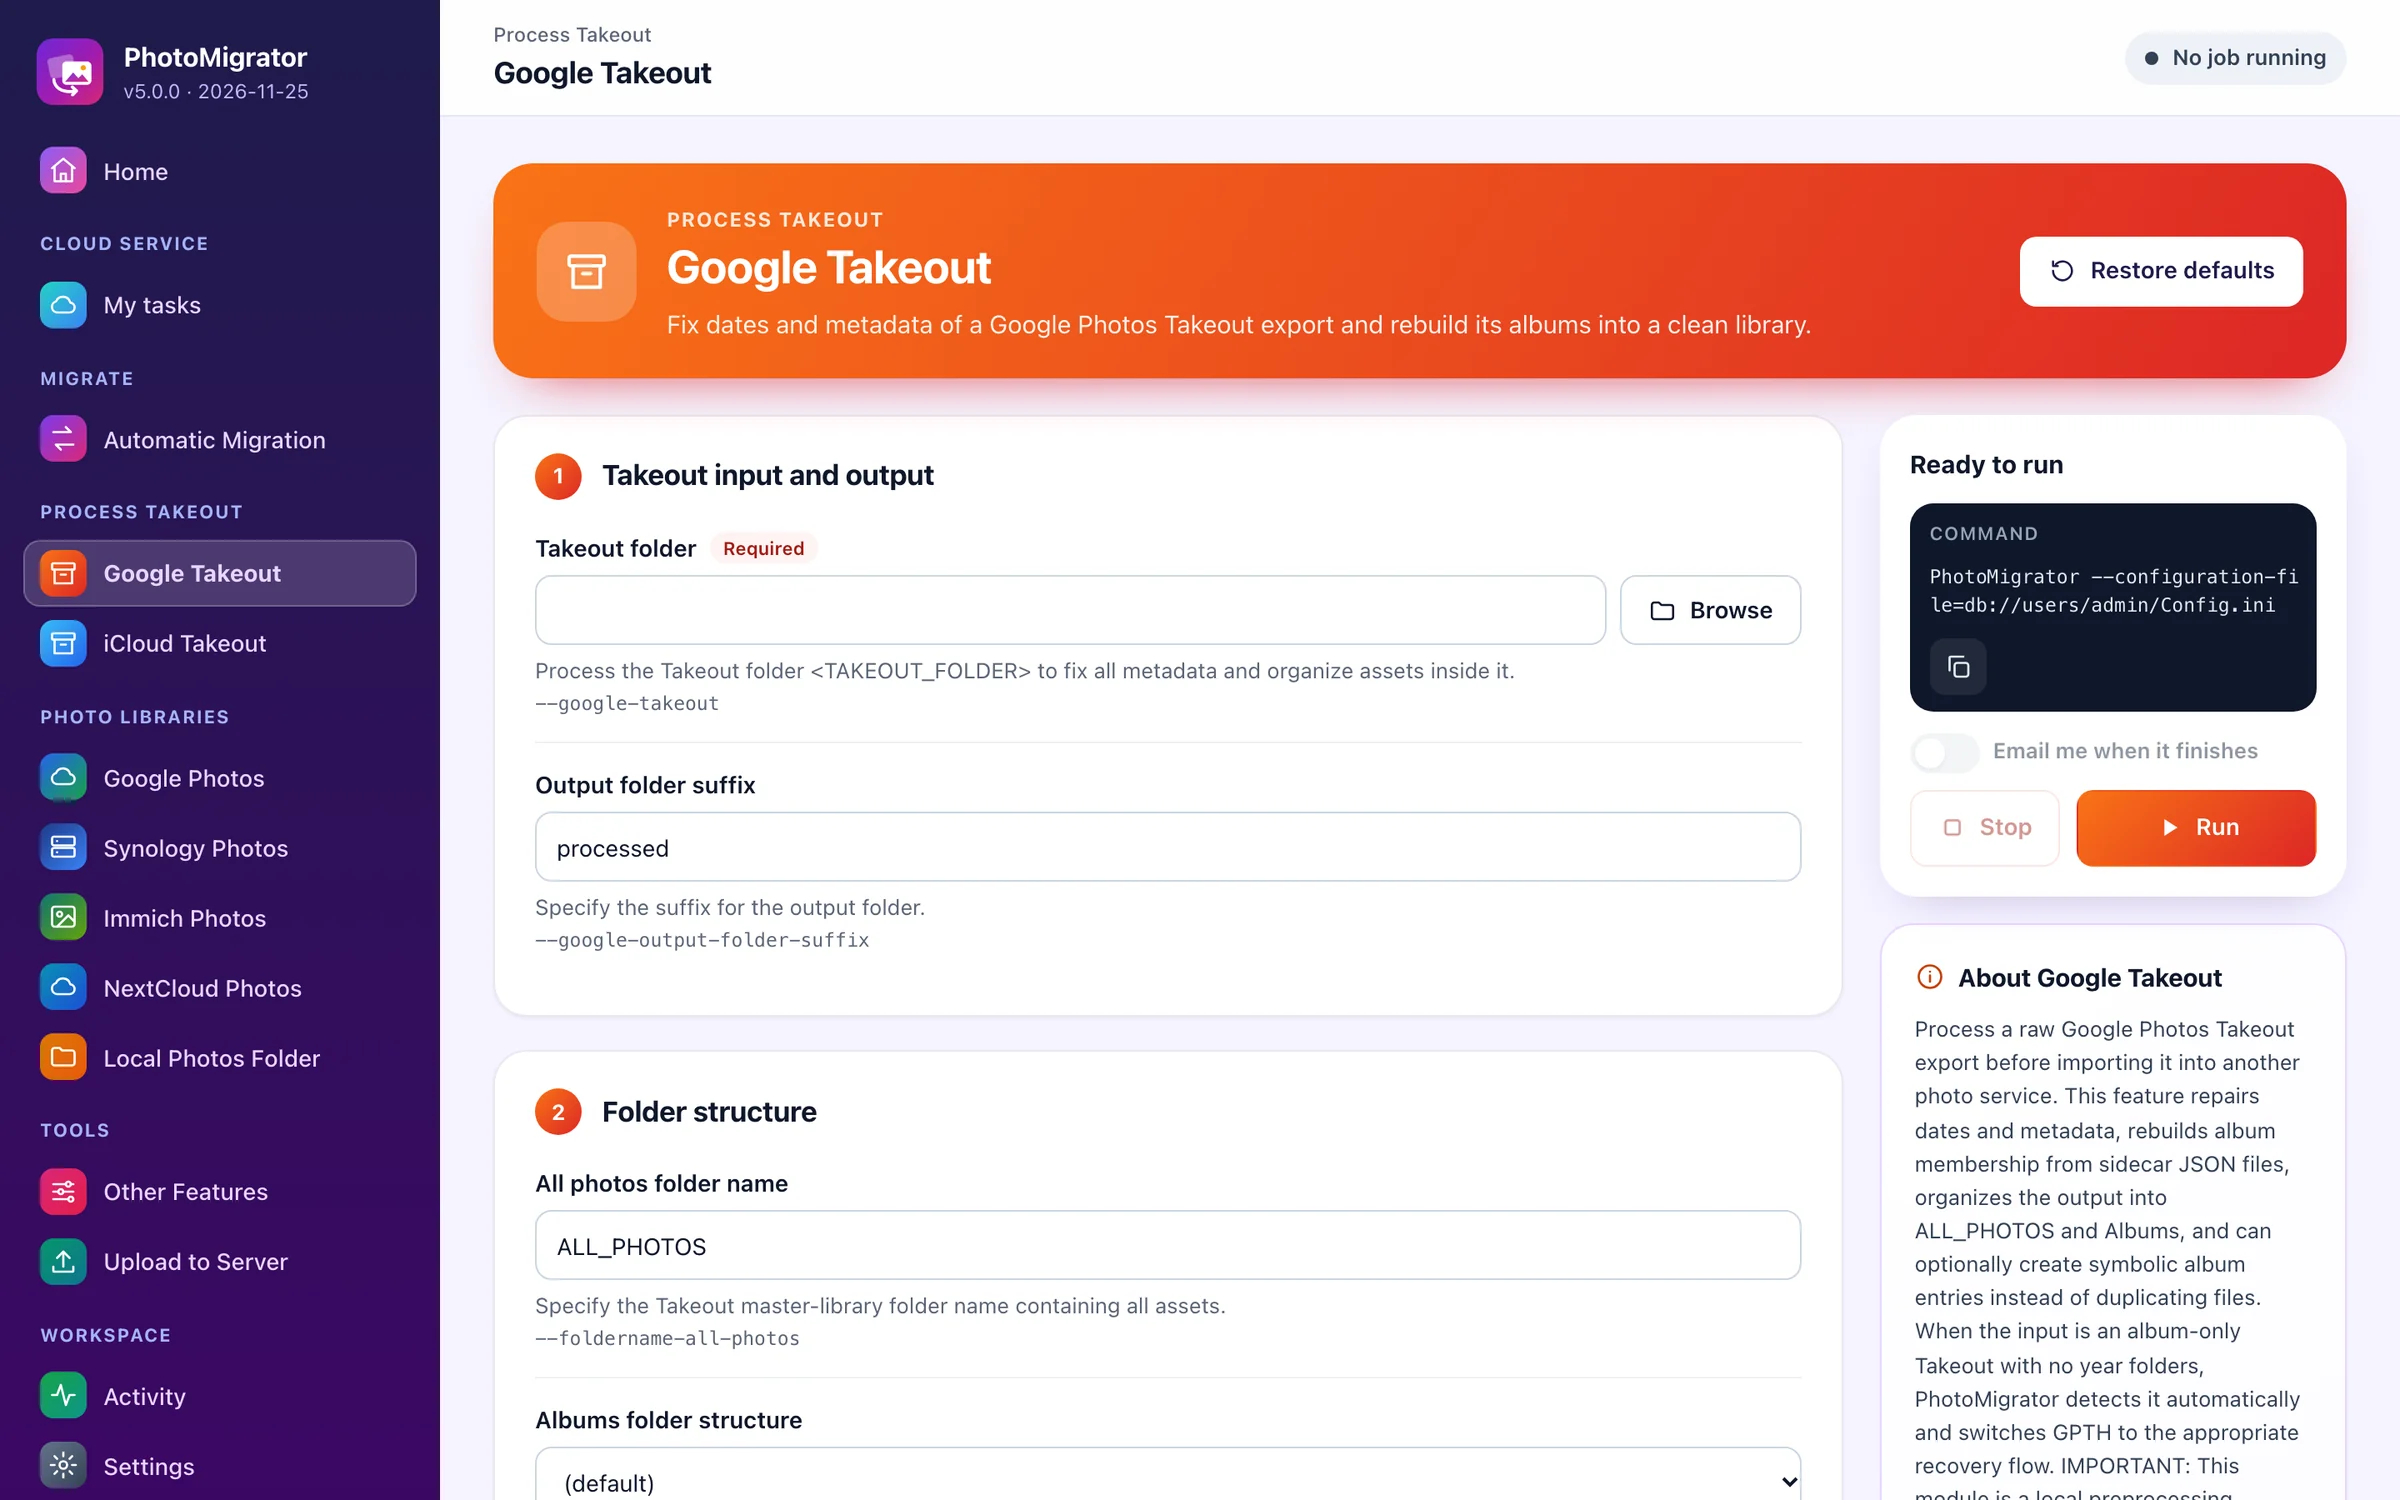 PhotoMigrator
v5.0.0 · 2026-11-25
Home
CLOUD SERVICE
My tasks
MIGRATE
Automatic Migration
PROCESS TAKEOUT
Google Takeout
iCloud Takeout
PHOTO LIBRARIES
Google Photos
Synology Photos
Immich Photos
NextCloud Photos
Local Photos Folder
TOOLS
Other Features
Upload to Server
WORKSPACE
Activity
Settings
Process Takeout
Google Takeout
No job running
PROCESS TAKEOUT
Google Takeout
Fix dates and metadata of a Google Photos Takeout export and rebuild its albums into a clean library.
Restore defaults
1 Takeout input and output
Takeout folder Required
Browse
Process the Takeout folder <TAKEOUT_FOLDER> to fix all metadata and organize assets inside it.
--google-takeout
Output folder suffix
processed
Specify the suffix for the output folder.
--google-output-folder-suffix
2 Folder structure
All photos folder name
ALL_PHOTOS
Specify the Takeout master-library folder name containing all assets.
--foldername-all-photos
Albums folder structure
(default)
Ready to run
COMMAND
PhotoMigrator --configuration-fi
le=db://users/admin/Config.ini
Email me when it finishes
Stop
Run
About Google Takeout
Process a raw Google Photos Takeout
export before importing it into another
photo service. This feature repairs
dates and metadata, rebuilds album
membership from sidecar JSON files,
organizes the output into
ALL_PHOTOS and Albums, and can
optionally create symbolic album
entries instead of duplicating files.
When the input is an album-only
Takeout with no year folders,
PhotoMigrator detects it automatically
and switches GPTH to the appropriate
recovery flow. IMPORTANT: This
module is a local preprocessing